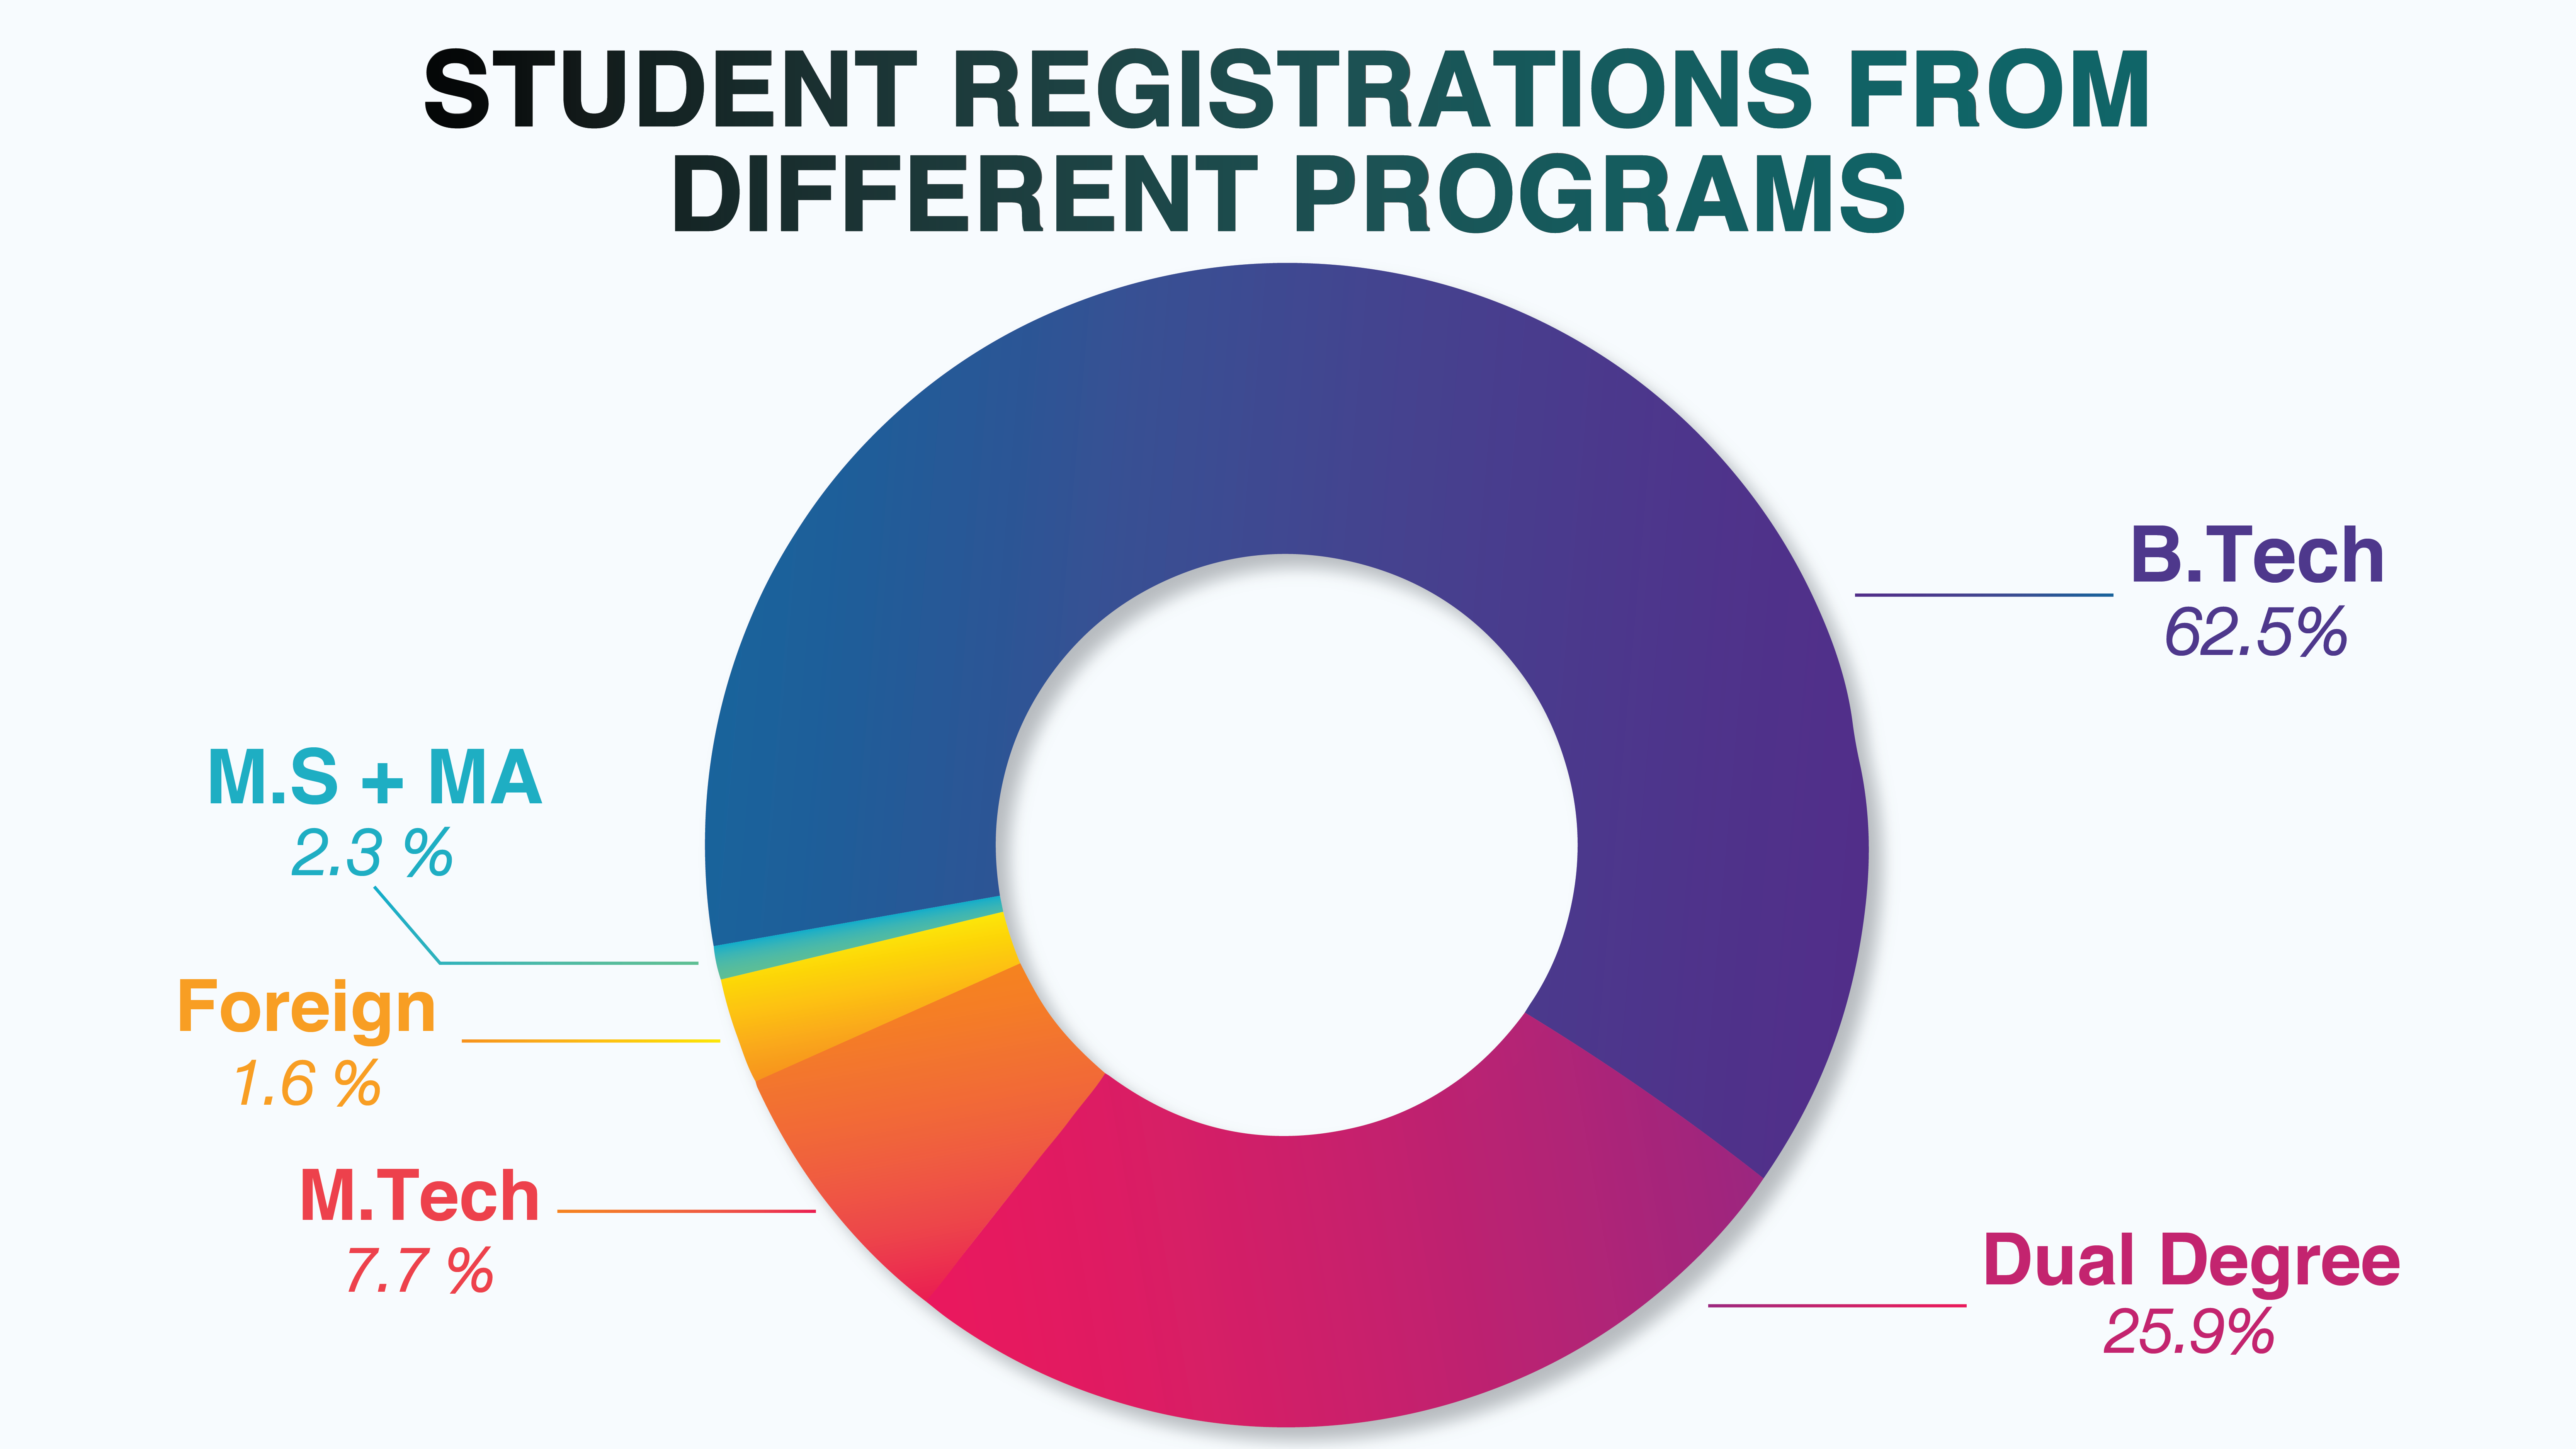 STUDENT REGISTRATIONS FROM
DIFFERENT PROGRAMS
B.Tech
62.5%
M.S + MA
2.3 %
Foreign
1.6 %
M.Tech
7.7 %
Dual Degree
25.9%